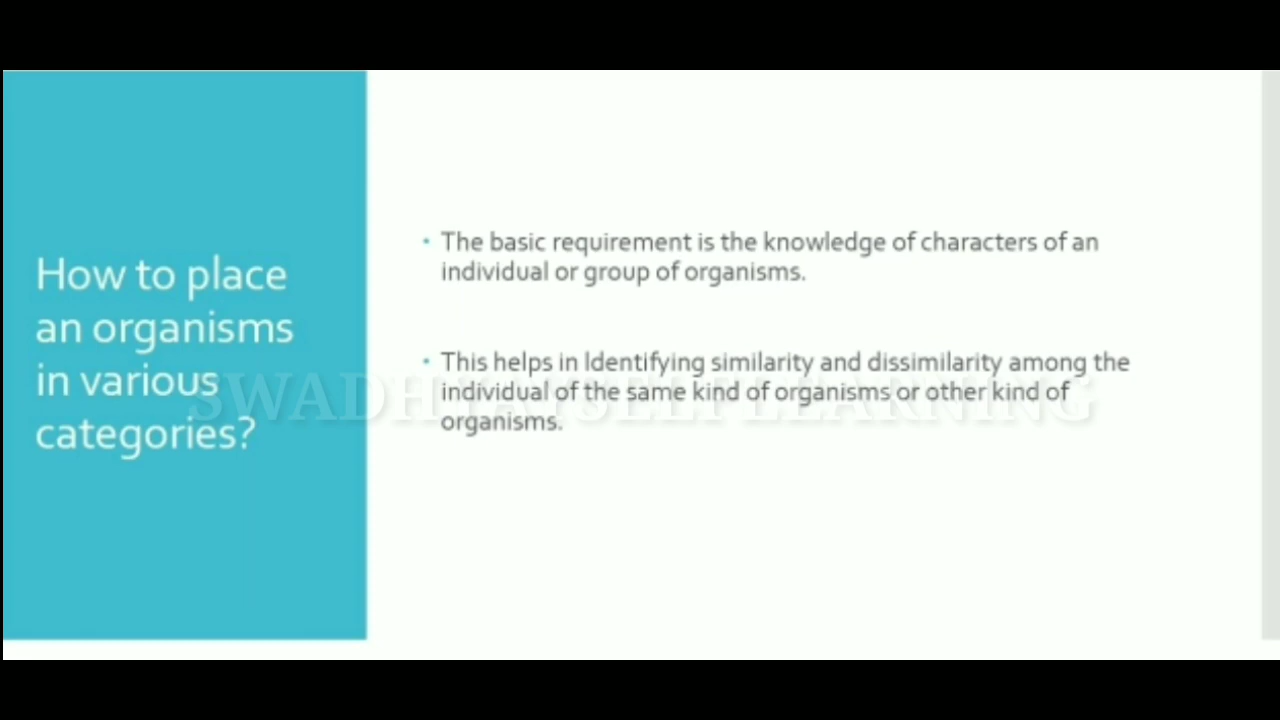 How to place
an organisms
in various
categories?
• The basic requirement is the knowledge of characters of an
individual or group of organisms.
• This helps in Identifying similarity and dissimilarity among the
individual of the same kind of organisms or other kind of
organisms.
SELF LEARNING